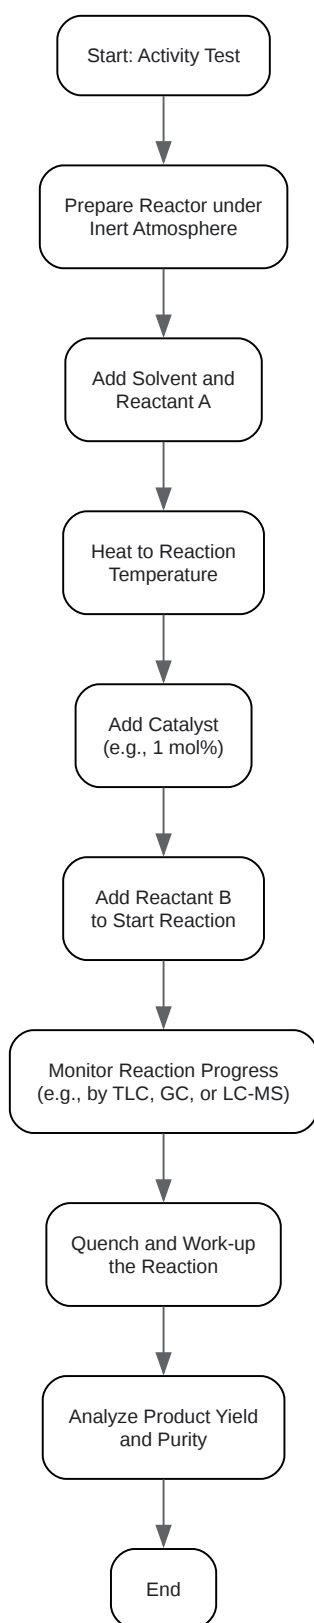 Start: Activity Test
Prepare Reactor under
Inert Atmosphere
Add Solvent and
Reactant A
Heat to Reaction
Temperature
Add Catalyst
(e.g., 1 mol%)
Add Reactant B
to Start Reaction
Monitor Reaction Progress
(e.g., by TLC, GC, or LC-MS)
Quench and Work-up
the Reaction
Analyze Product Yield
and Purity
End